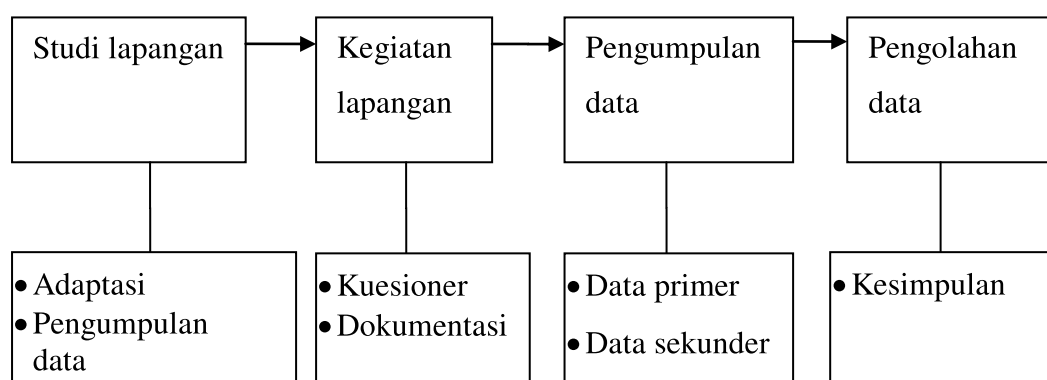 Studi lapangan
Kegiatan
lapangan
Pengumpulan
data
Pengolahan
data
• Adaptasi
• Pengumpulan
data
• Kuesioner
• Dokumentasi
• Data primer
• Data sekunder
• Kesimpulan